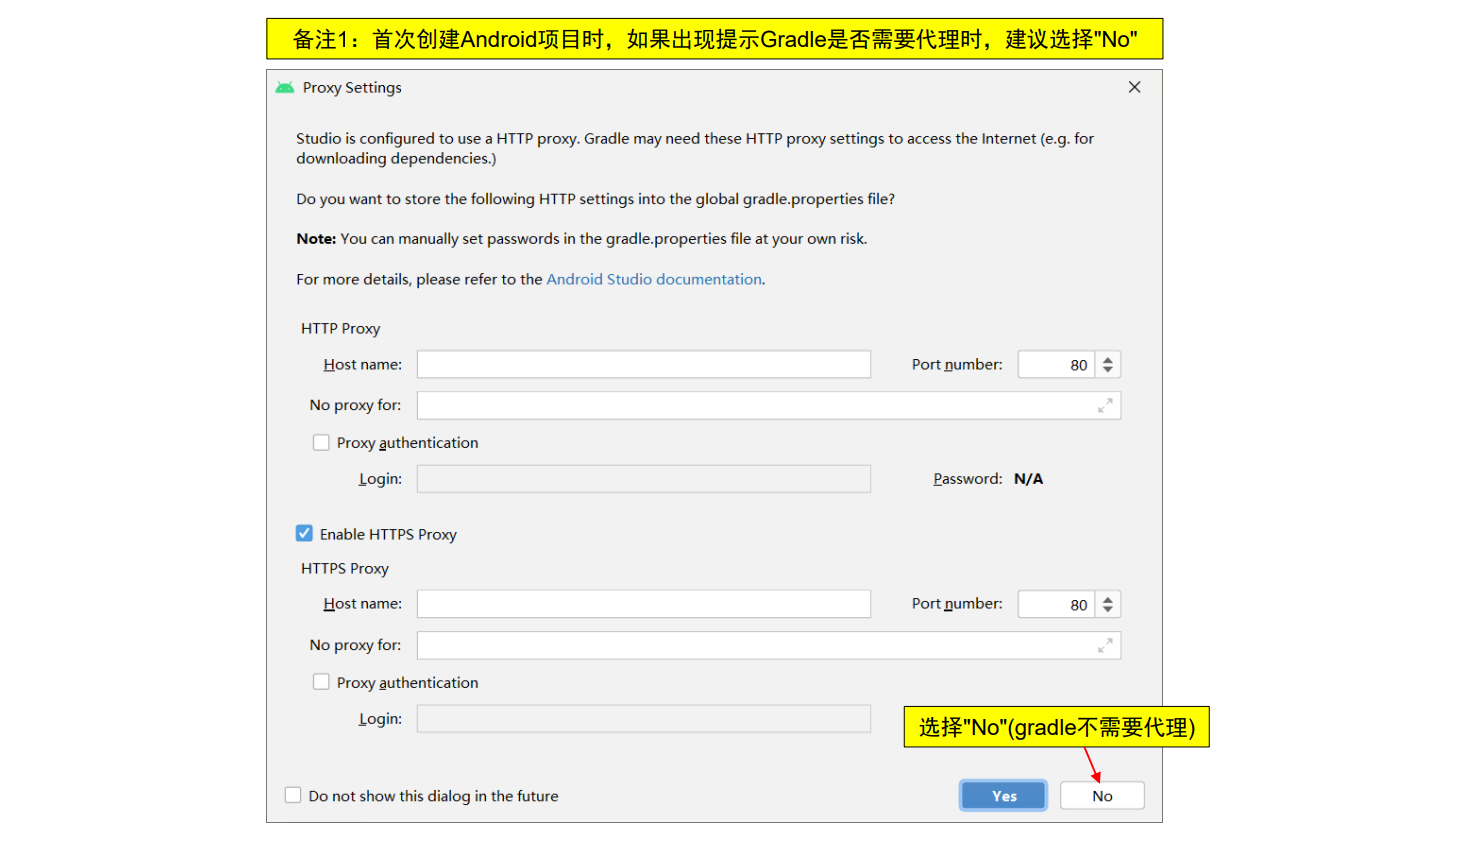 备注1：首次创建Android项目时，如果出现提示Gradle是否需要代理时，建议选择"No"
Proxy Settings
Studio is configured to use a HTTP proxy. Gradle may need these HTTP proxy settings to access the Internet (e.g. for
downloading dependencies.)
Do you want to store the following HTTP settings into the global gradle.properties file?
Note: You can manually set passwords in the gradle.properties file at your own risk.
For more details, please refer to the Android Studio documentation.
HTTP Proxy
Host name: Port number: 80
No proxy for:
Proxy authentication
Login: Password: N/A
Enable HTTPS Proxy
HTTPS Proxy
Host name: Port number: 80
No proxy for:
Proxy authentication
Login:
选择"No"(gradle不需要代理)
Do not show this dialog in the future Yes No